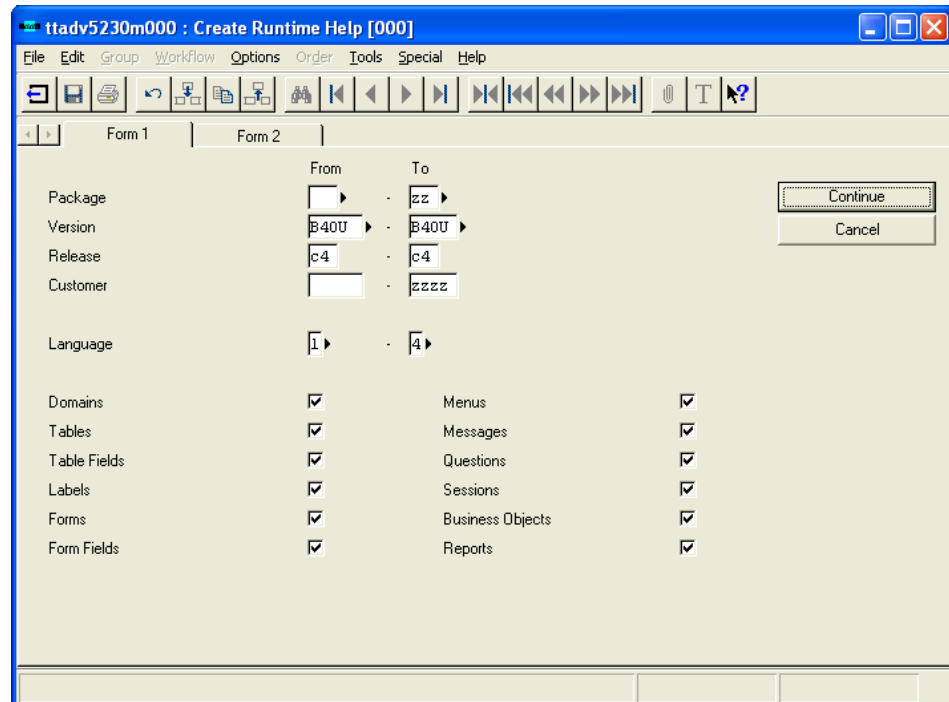 ttadv5230m000 : Create Runtime Help [000]
File Edit Group Workflow Options Order Tools Special Help
Form 1 Form 2
From To
Package - zz Continue
Version B40U - B40U Cancel
Release c4 - c4
Customer - zzzz
Language 1 - 4
Domains Menus
Tables Messages
Table Fields Questions
Labels Sessions
Forms Business Objects
Form Fields Reports